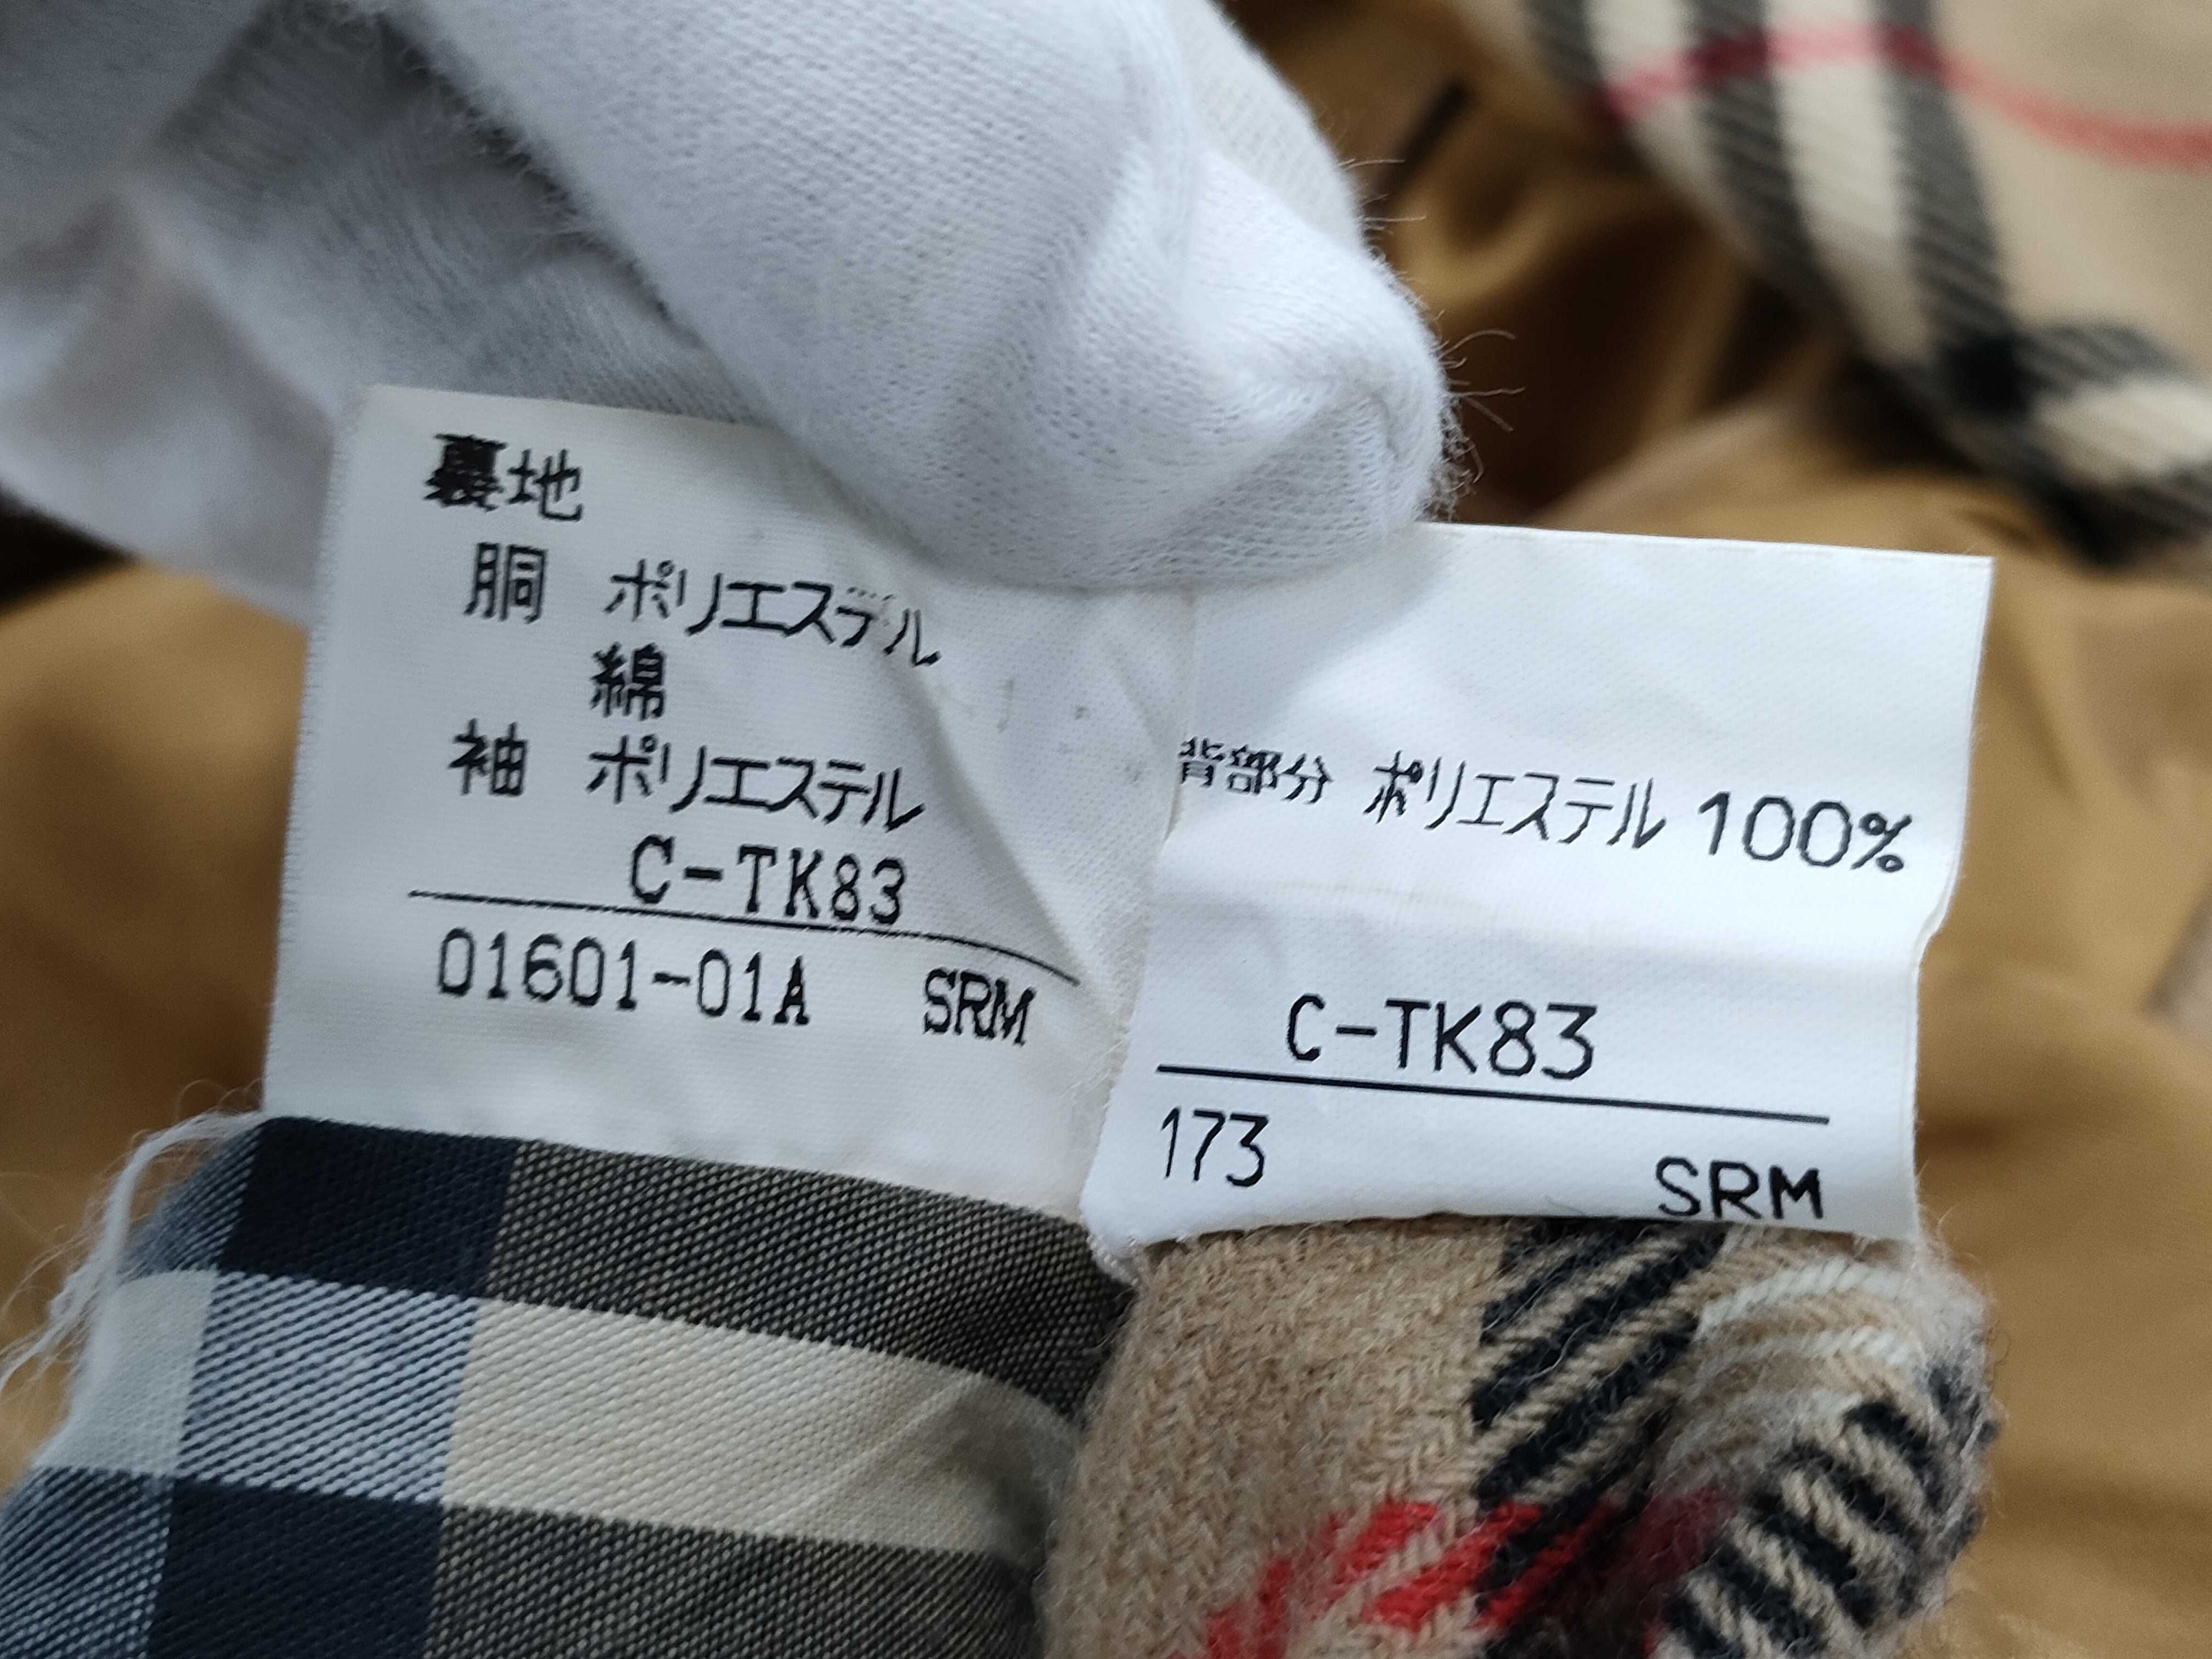 裏地
胴 ポリエステル
綿
袖 ポリエステル
C-TK83
01601-01A SRM
背部分 ポリエステル 100%
C-TK83
173 SRM